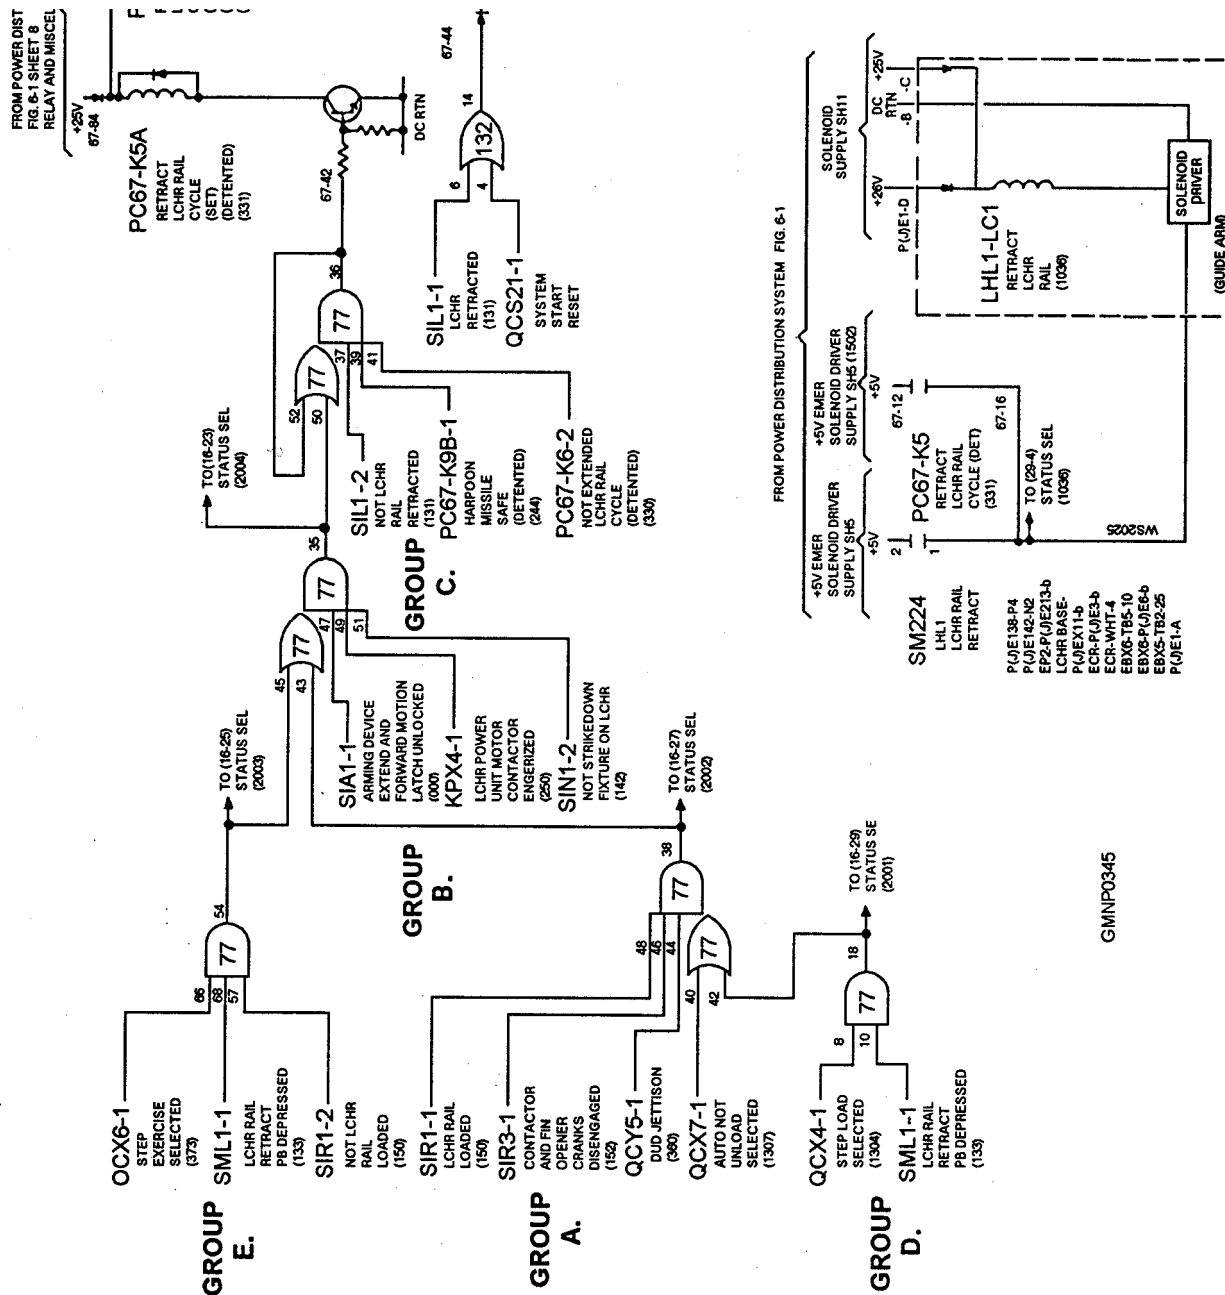 FROM POWER DIST
FIG. 6-1 SHEET 8
RELAY AND MISCEL
+25V
67-84
PC67-K5A
RETRACT
LCHR RAIL
CYCLE
(SET)
(DETENTED)
(331)
67-42
DC RTN
67-44
14
132
6
4
SIL1-1
LCHR
RETRACTED
(131)
QCS21-1
SYSTEM
START
RESET
36
77
37
39
41
77
52
50
TO(16-23)
STATUS SEL
(2004)
SIL1-2
NOT LCHR
RAIL
RETRACTED
(131)
PC67-K9B-1
HARPOON
MISSILE
SAFE
(DETENTED)
(244)
PC67-K6-2
NOT EXTENDED
LCHR RAIL
CYCLE
(DETENTED)
(330)
GROUP
C.
35
77
47
49
51
77
45
43
TO (16-25)
STATUS SEL
(2003)
SIA1-1
ARMING DEVICE
EXTEND AND
FORWARD MOTION
LATCH UNLOCKED
(000)
KPX4-1
LCHR POWER
UNIT MOTOR
CONTACTOR
ENGERIZED
(250)
SIN1-2
NOT STRIKEDOWN
FIXTURE ON LCHR
(142)
GROUP
B.
TO (16-27)
STATUS SEL
(2002)
54
77
66
68
57
38
77
48
46
44
77
40
42
TO (16-29)
STATUS SE
(2001)
18
77
8
10
OCX6-1
STEP
EXERCISE
SELECTED
(373)
SML1-1
LCHR RAIL
RETRACT
PB DEPRESSED
(133)
SIR1-2
NOT LCHR
RAIL
LOADED
(150)
GROUP
E.
SIR1-1
LCHR RAIL
LOADED
(150)
SIR3-1
CONTACTOR
AND FIN
OPENER
CRANKS
DISENGAGED
(152)
QCY5-1
DUD JETTISON
(360)
QCX7-1
AUTO NOT
UNLOAD
SELECTED
(1307)
GROUP
A.
QCX4-1
STEP LOAD
SELECTED
(1304)
SML1-1
LCHR RAIL
RETRACT
PB DEPRESSED
(133)
GROUP
D.
FROM POWER DISTRIBUTION SYSTEM FIG. 6-1
+5V EMER
SOLENOID DRIVER
SUPPLY SH5
+5V
+5V EMER
SOLENOID DRIVER
SUPPLY SH5 (1502)
+5V
SOLENOID
SUPPLY SH11
+26V
DC
RTN
+25V
P(J)E1-D
-B
-C
LHL1-LC1
RETRACT
LCHR
RAIL
(1036)
SOLENOID
DRIVER
(GUIDE ARM)
67-12
67-16
PC67-K5
RETRACT
LCHR RAIL
CYCLE (DET)
(331)
TO (29-4)
STATUS SEL
(1036)
2
1
SM224
LHL1
LCHR RAIL
RETRACT
WS2025
P(J)E138-P4
P(J)E142-N2
EP2-P(J)E213-b
LCHR BASE-
P(J)EX11-b
ECR-P(J)E3-b
ECR-WHT-4
EBX6-TB5-10
EBX6-P(J)E6-b
EBX5-TB2-25
P(J)E1-A
GMNP0345